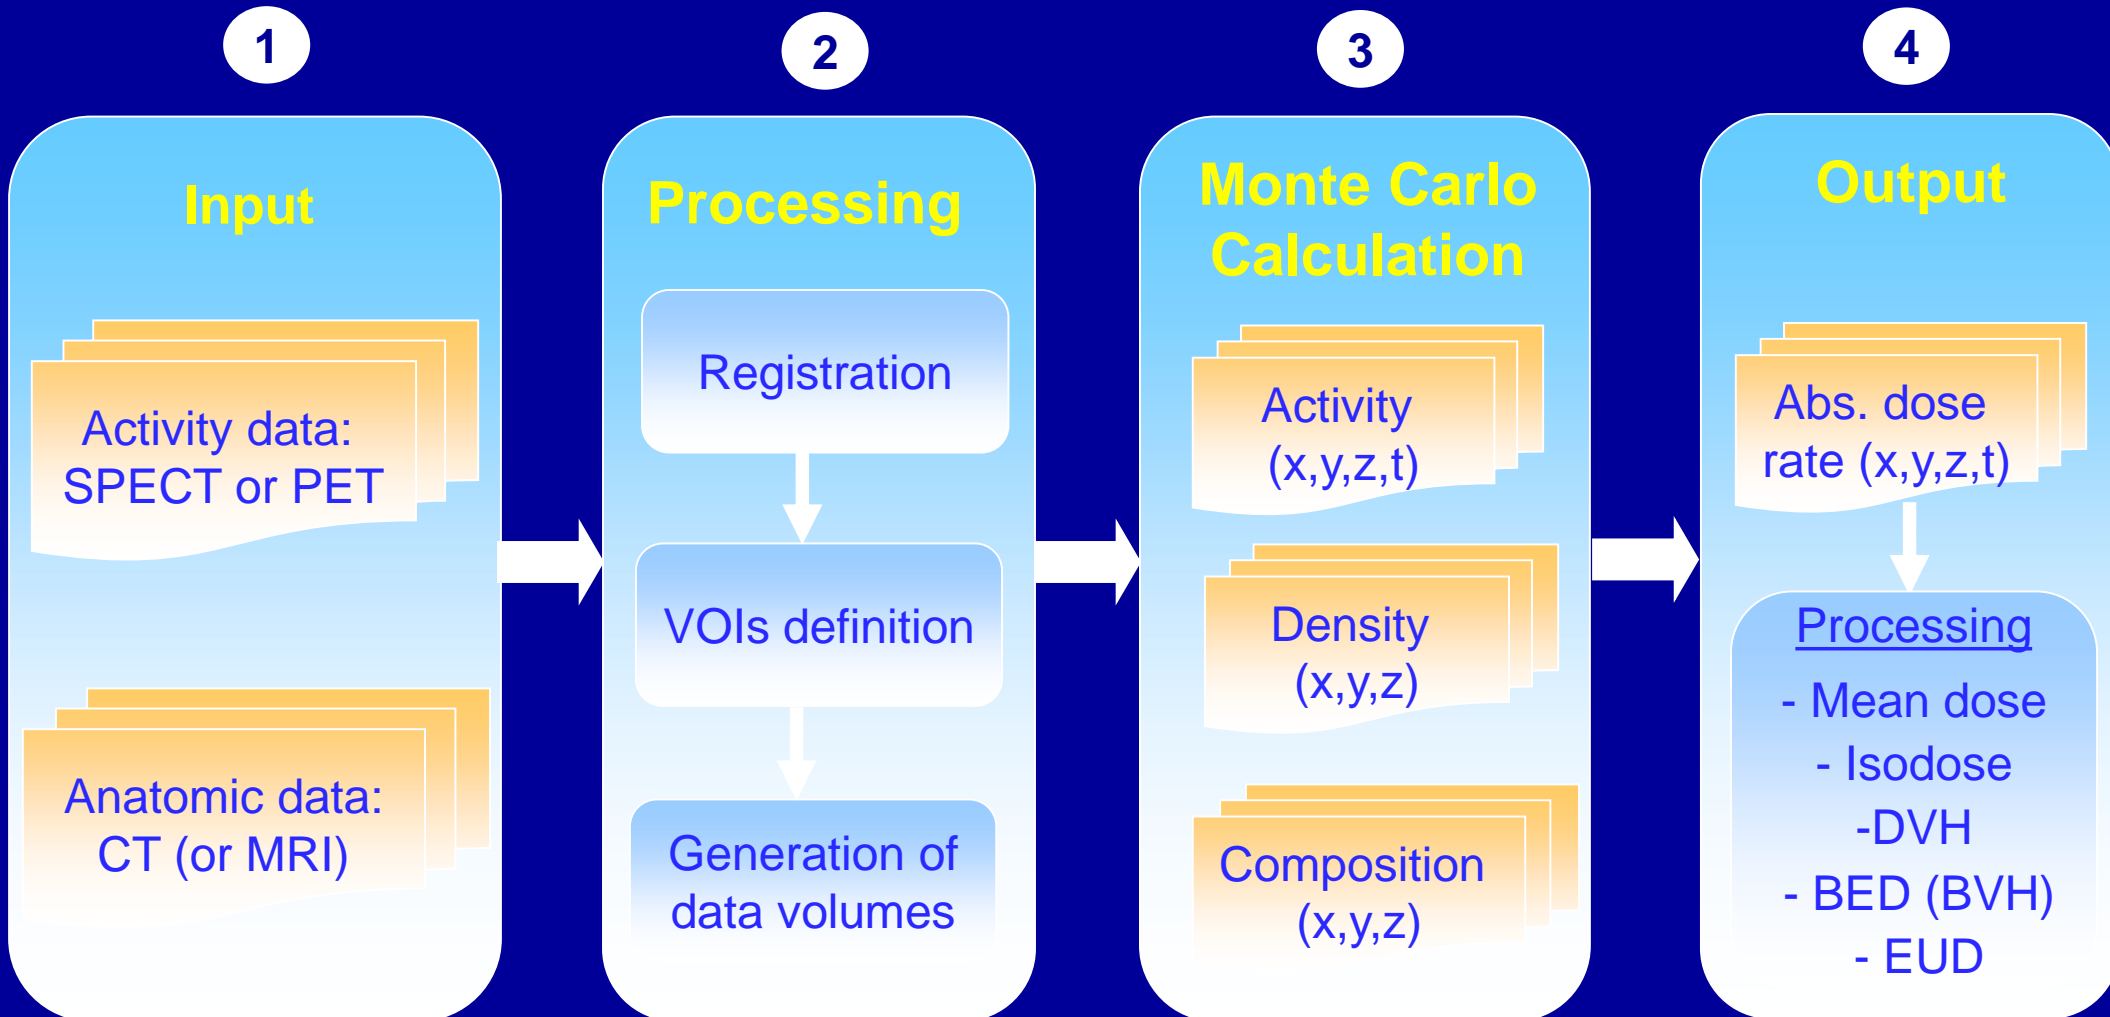 1
Input
Activity data:
SPECT or PET
Anatomic data:
CT (or MRI)
2
Processing
Registration
VOIs definition
Generation of
data volumes
3
Monte Carlo
Calculation
Activity
(x,y,z,t)
Density
(x,y,z)
Composition
(x,y,z)
4
Output
Abs. dose
rate (x,y,z,t)
Processing
- Mean dose
- Isodose
-DVH
- BED (BVH)
- EUD